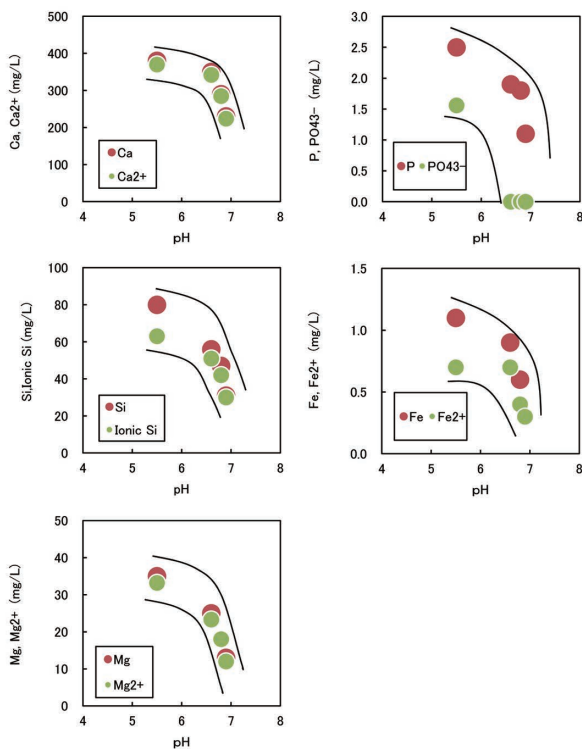 Ca, Ca2+ (mg/L)
500
400
300
200
100
0
Ca
Ca2+
4 5 6 7 8
pH
P, PO43− (mg/L)
3.0
2.5
2.0
1.5
1.0
0.5
0.0
P PO43−
4 5 6 7 8
pH
Si,Ionic Si (mg/L)
100
80
60
40
20
0
Si
Ionic Si
4 5 6 7 8
pH
Fe, Fe2+ (mg/L)
1.5
1.0
0.5
0.0
Fe Fe2+
4 5 6 7 8
pH
Mg, Mg2+ (mg/L)
50
40
30
20
10
0
Mg
Mg2+
4 5 6 7 8
pH